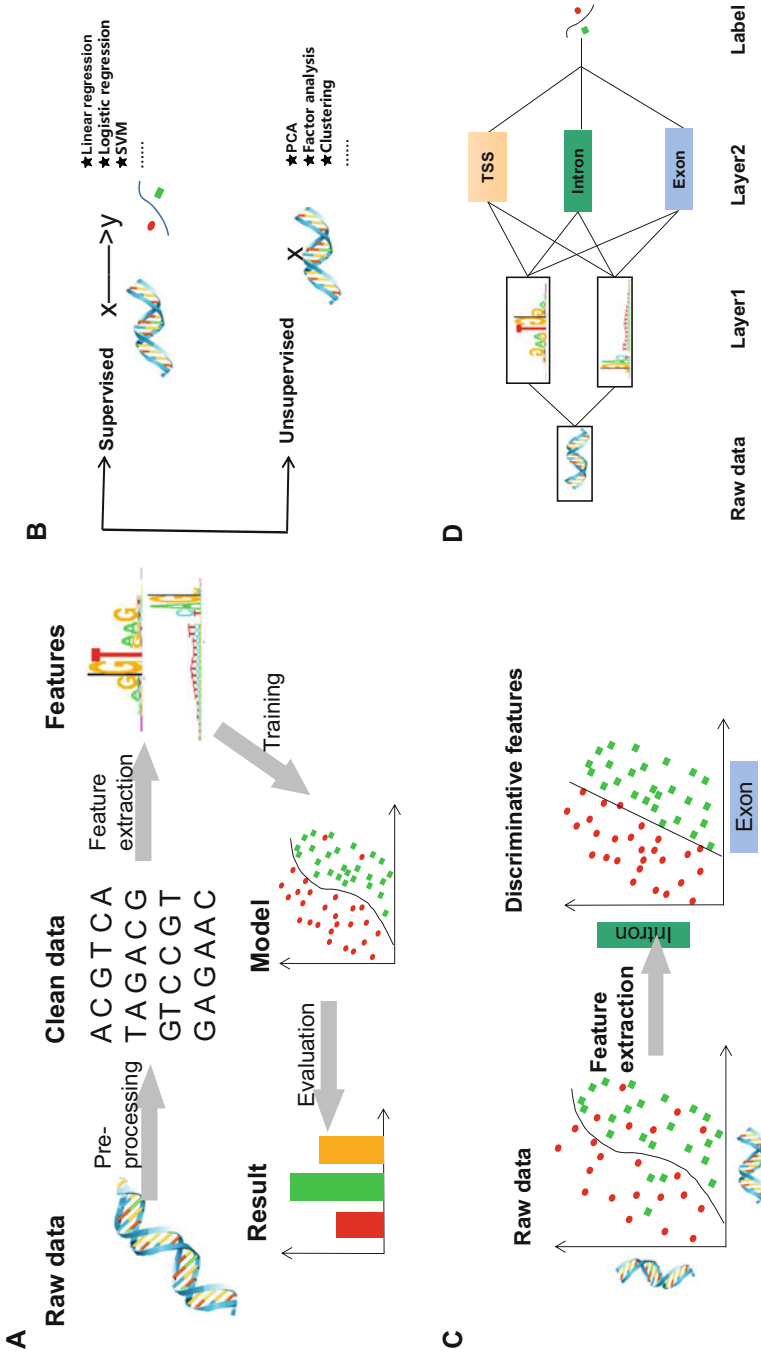 A
Raw data
Pre-
processing
Clean data
A C G T C A
T A G A C G
GT C C G T
G A G A A C
Feature
extraction
Features
Training
Model
Evaluation
Result
B
Supervised
x————>y
★Linear regression
★Logistic regression
★SVM
......
Unsupervised
X
★PCA
★Factor analysis
★Clustering
......
C
Raw data
Feature
extraction
Discriminative features
Intron
Exon
D
TSS
Intron
Exon
Raw data
Layer1
Layer2
Label